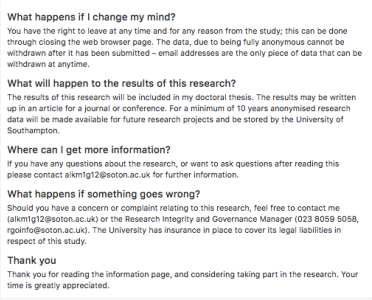 What happens if I change my mind?
You have the right to leave at any time and for any reason from the study; this can be done
through closing the web browser page. The data, due to being fully anonymous cannot be
withdrawn after it has been submitted – email addresses are the only piece of data that can be
withdrawn at anytime.
What will happen to the results of this research?
The results of this research will be included in my doctoral thesis. The results may be written
up in an article for a journal or conference. For a minimum of 10 years anonymised research
data will be made available for future research projects and be stored by the University of
Southampton.
Where can I get more information?
If you have any questions about the research, or want to ask questions after reading this
please contact alkm1g12@soton.ac.uk for further information.
What happens if something goes wrong?
Should you have a concern or complaint relating to this research, feel free to contact me
(alkm1g12@soton.ac.uk) or the Research Integrity and Governance Manager (023 8059 5058,
rgoinfo@soton.ac.uk). The University has insurance in place to cover its legal liabilities in
respect of this study.
Thank you
Thank you for reading the information page, and considering taking part in the research. Your
time is greatly appreciated.